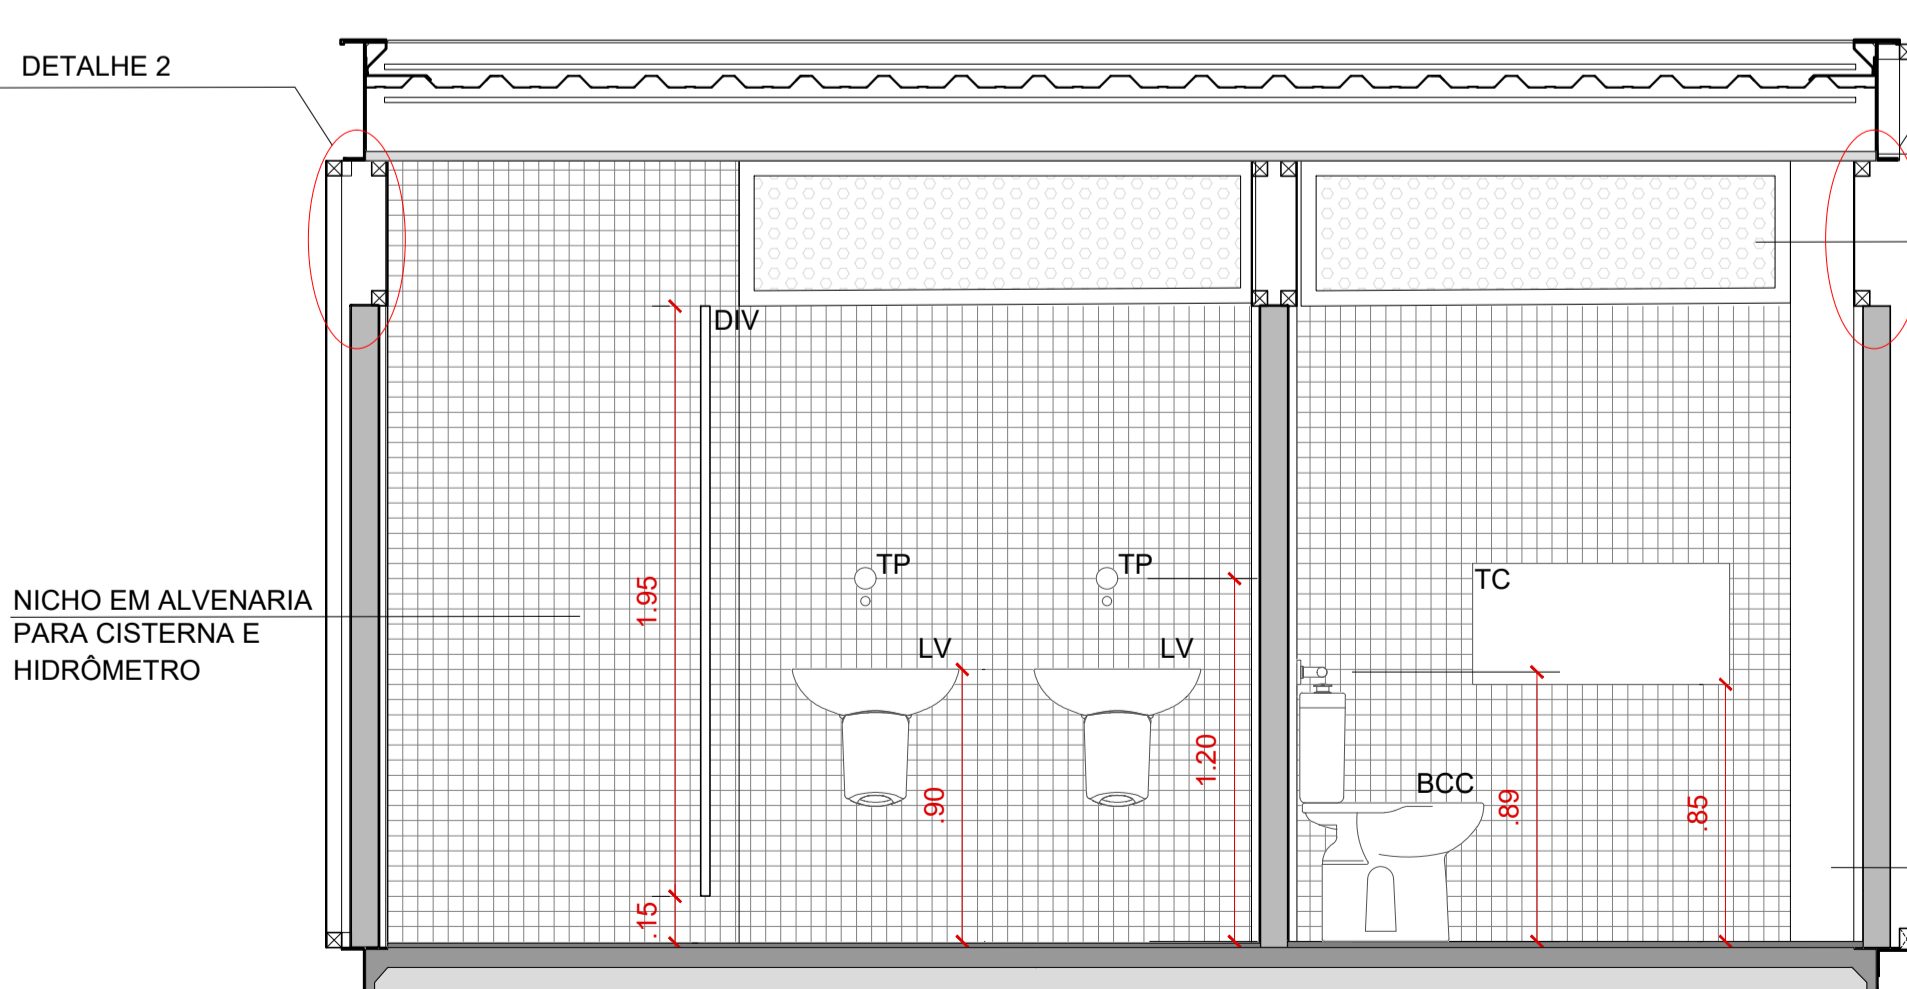 DETALHE 2
DIV
TP
TP
TC
1.95
NICHO EM ALVENARIA
PARA CISTERNA E
HIDRÔMETRO
LV
LV
1.20
BCC
.90
.89
.85
.15